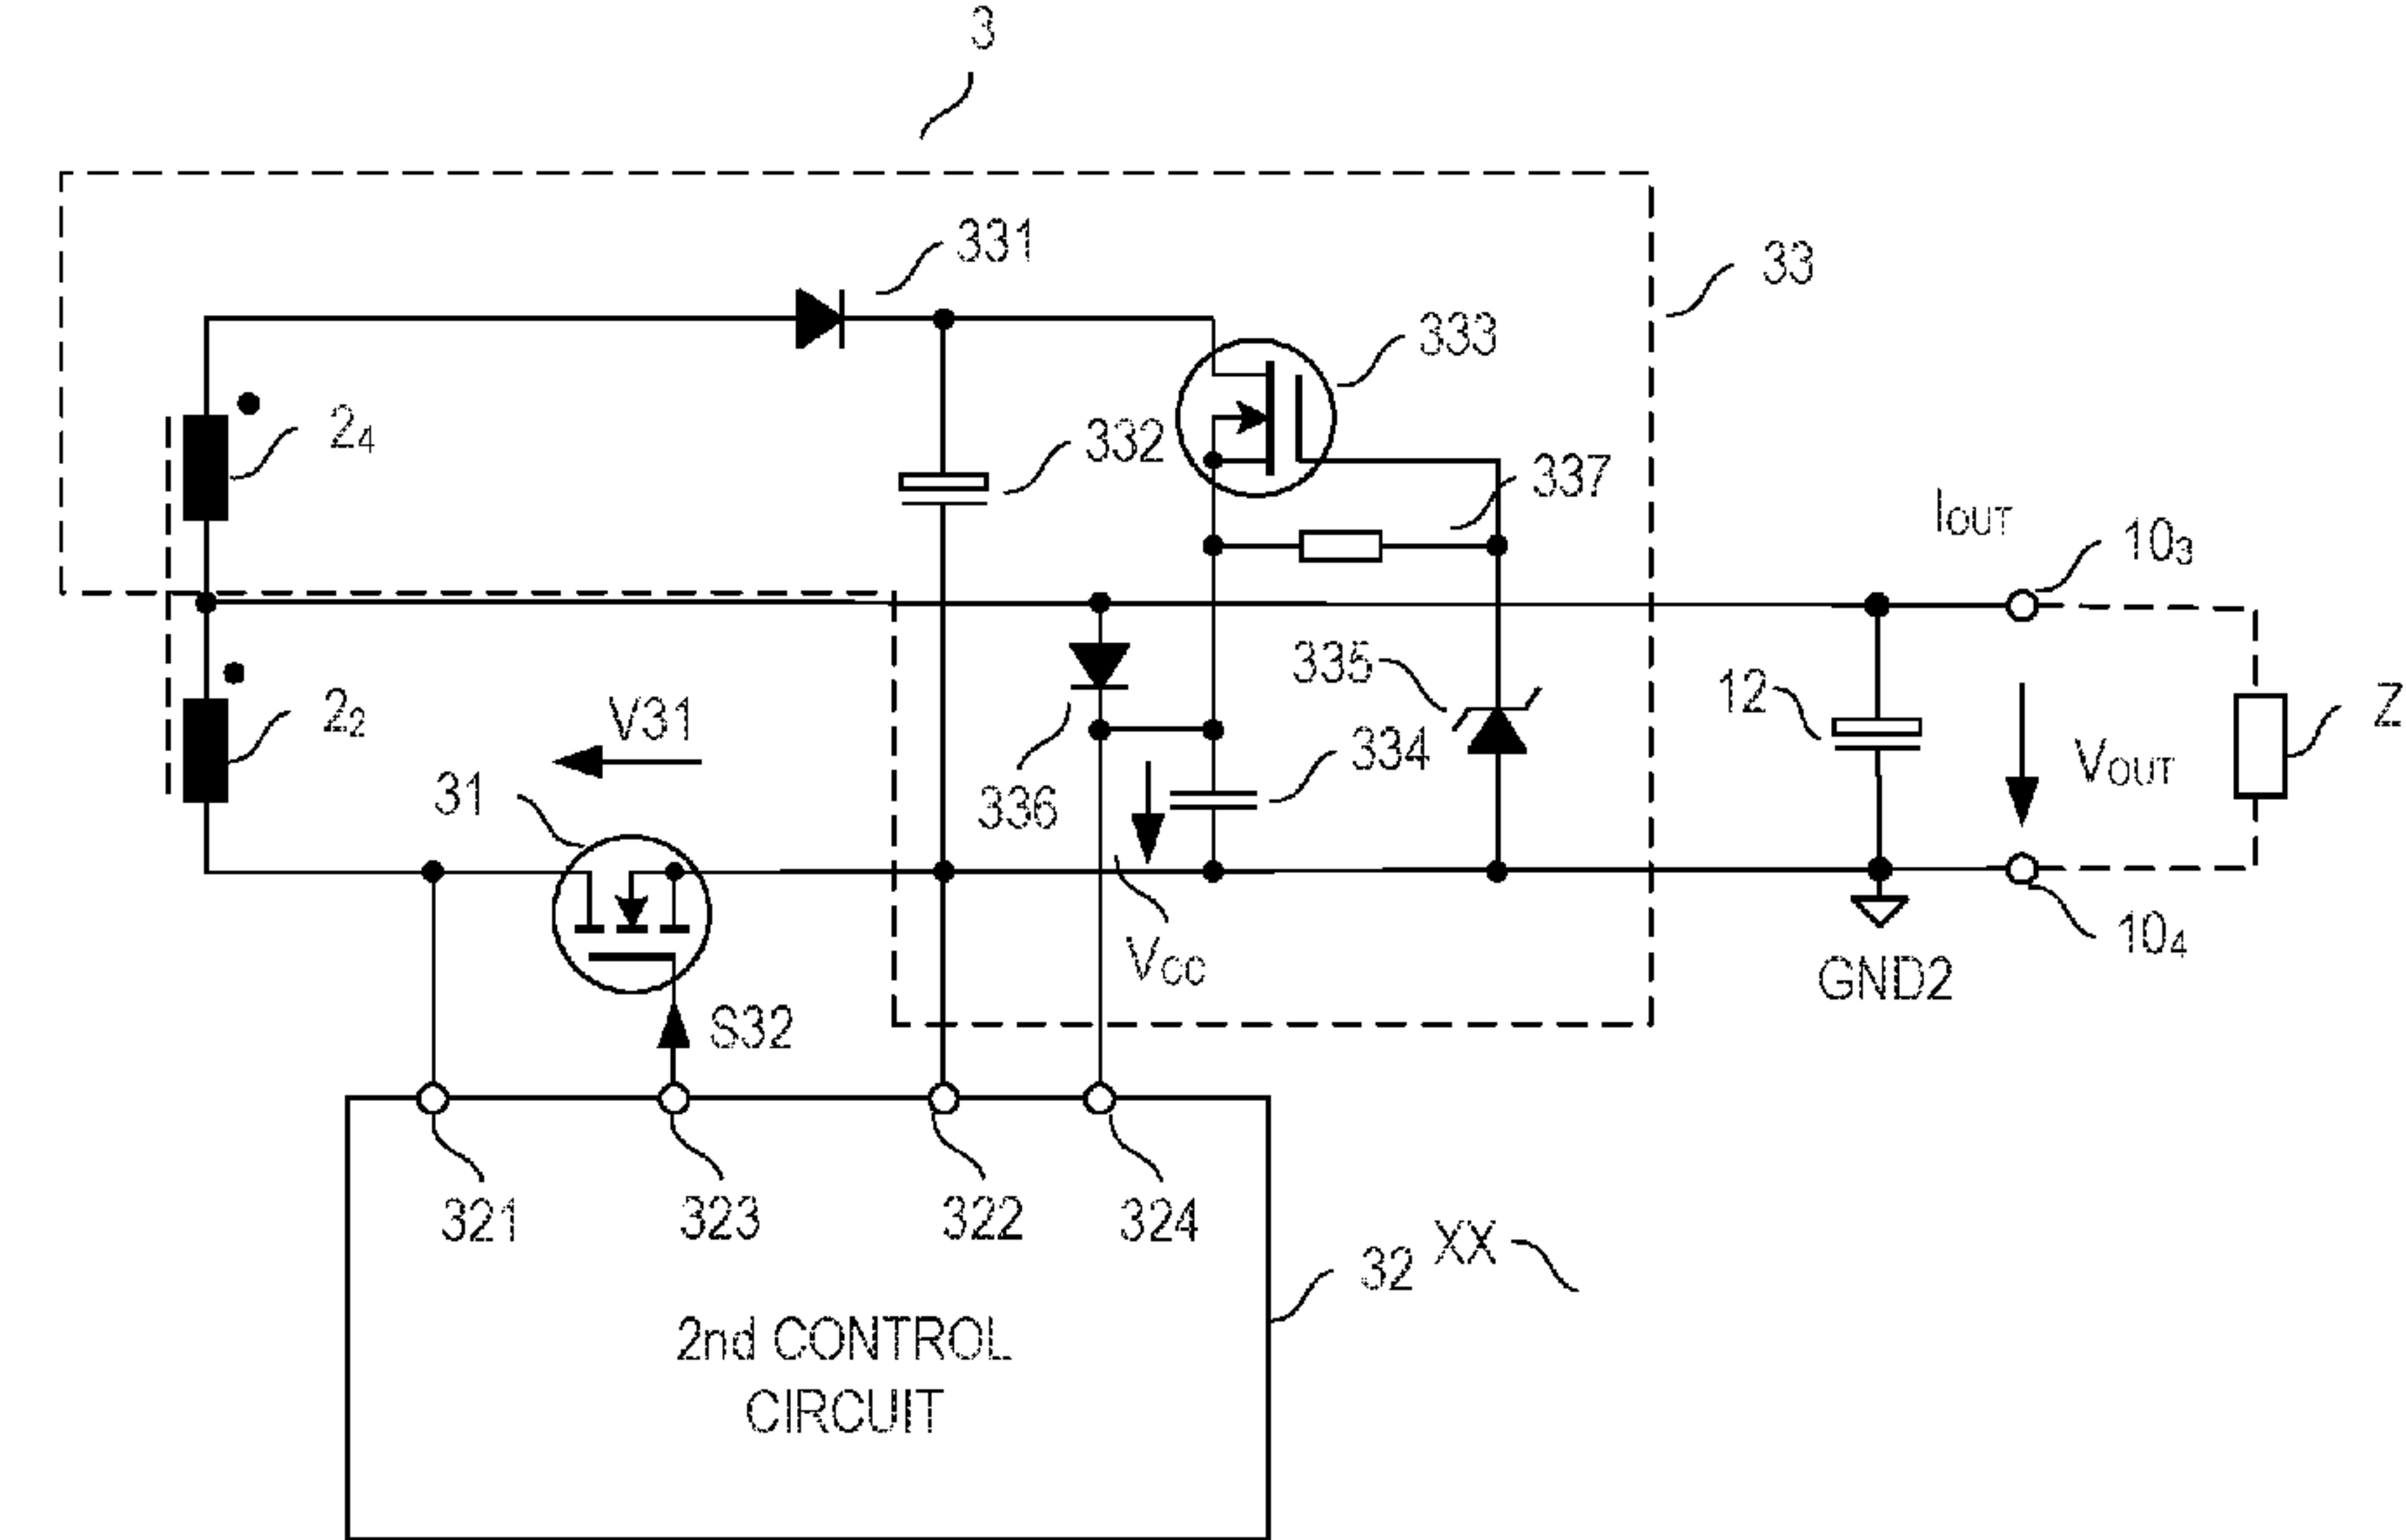 3
331
33
333
2₄
332
337
I_OUT
10₃
335
2₂
V31
12
Z
334
V_OUT
31
336
V_CC
10₄
GND2
S32
321
323
322
324
XX
32
2nd CONTROL
CIRCUIT